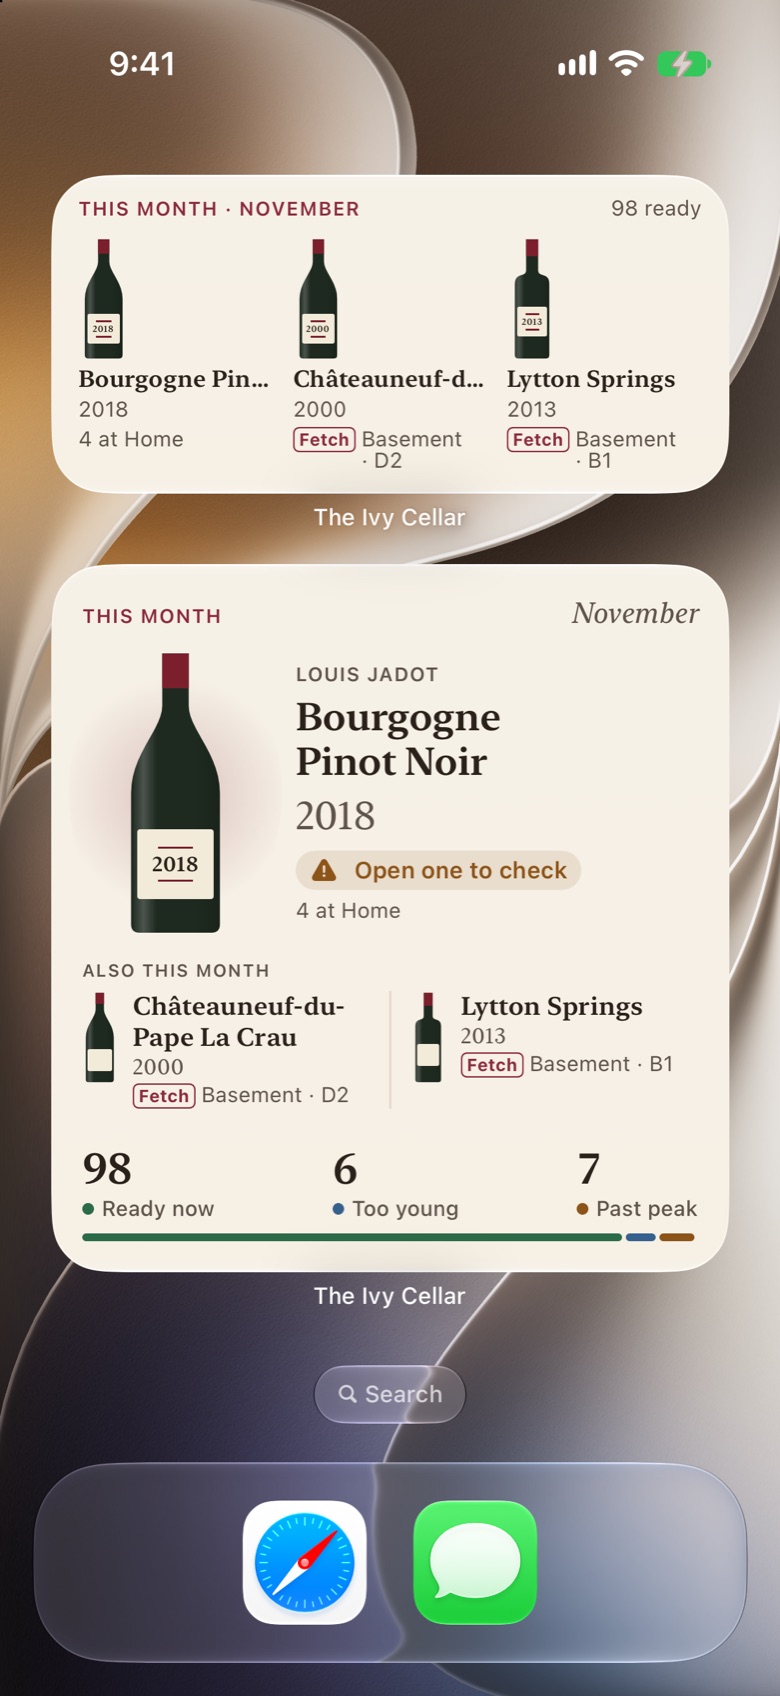 9:41
THIS MONTH · NOVEMBER
98 ready
2018
2000
2013
Bourgogne Pin...
Châteauneuf-d...
Lytton Springs
2018
2000
2013
4 at Home
Fetch Basement · D2
Fetch Basement · B1
The Ivy Cellar
THIS MONTH
November
LOUIS JADOT
Bourgogne
Pinot Noir
2018
2018
Open one to check
4 at Home
ALSO THIS MONTH
Châteauneuf-du-
Pape La Crau
2000
Fetch Basement · D2
Lytton Springs
2013
Fetch Basement · B1
98
Ready now
6
Too young
7
Past peak
The Ivy Cellar
Search